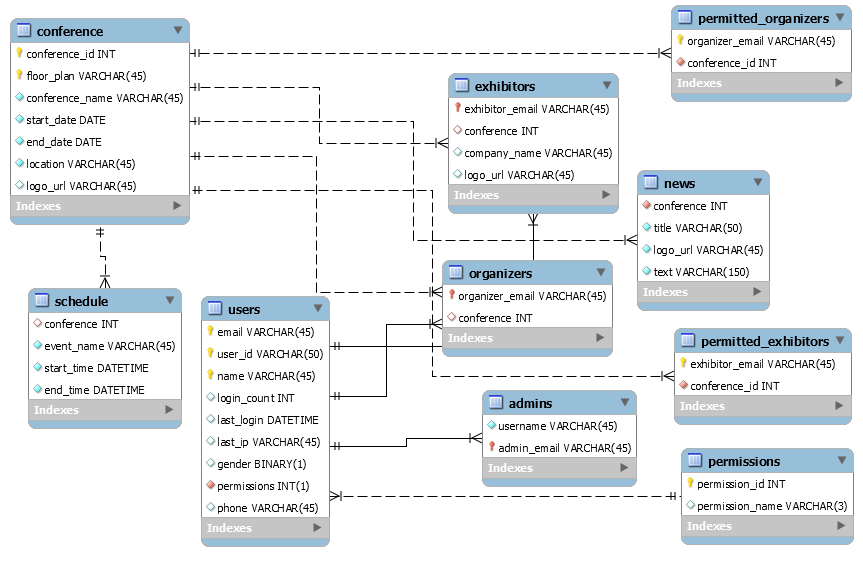 conference
conference_id INT
floor_plan VARCHAR(45)
conference_name VARCHAR(45)
start_date DATE
end_date DATE
location VARCHAR(45)
logo_url VARCHAR(45)
Indexes
permitted_organizers
organizer_email VARCHAR(45)
conference_id INT
Indexes
exhibitors
exhibitor_email VARCHAR(45)
conference INT
company_name VARCHAR(45)
logo_url VARCHAR(45)
Indexes
news
conference INT
title VARCHAR(50)
logo_url VARCHAR(45)
text VARCHAR(150)
Indexes
schedule
conference INT
event_name VARCHAR(45)
start_time DATETIME
end_time DATETIME
Indexes
users
email VARCHAR(45)
user_id VARCHAR(50)
name VARCHAR(45)
login_count INT
last_login DATETIME
last_ip VARCHAR(45)
gender BINARY(1)
permissions INT(1)
phone VARCHAR(45)
Indexes
organizers
organizer_email VARCHAR(45)
conference INT
Indexes
permitted_exhibitors
exhibitor_email VARCHAR(45)
conference_id INT
Indexes
admins
username VARCHAR(45)
admin_email VARCHAR(45)
Indexes
permissions
permission_id INT
permission_name VARCHAR(3)
Indexes